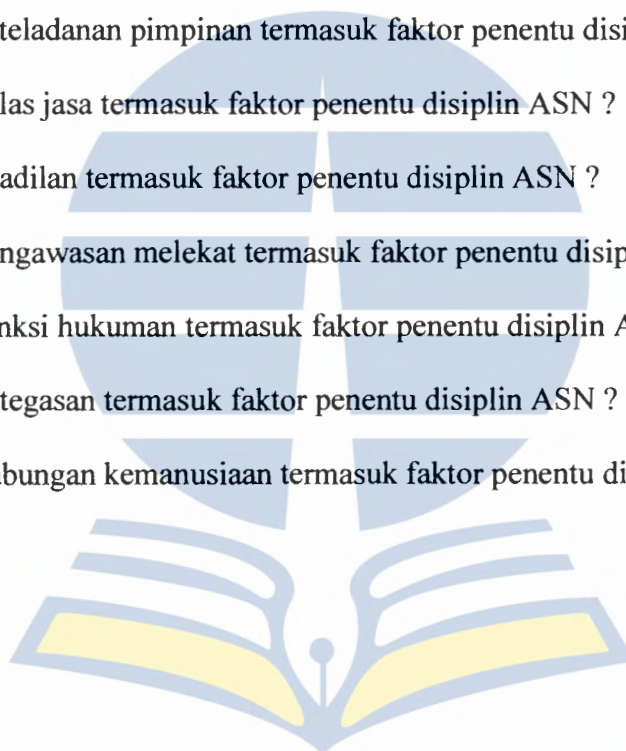 teladanan pimpinan termasuk faktor penentu disi
las jasa termasuk faktor penentu disiplin ASN ?
adilan termasuk faktor penentu disiplin ASN ?
ngawasan melekat termasuk faktor penentu disip
nksi hukuman termasuk faktor penentu disiplin A
tegasan termasuk faktor penentu disiplin ASN ?
bungan kemanusiaan termasuk faktor penentu di